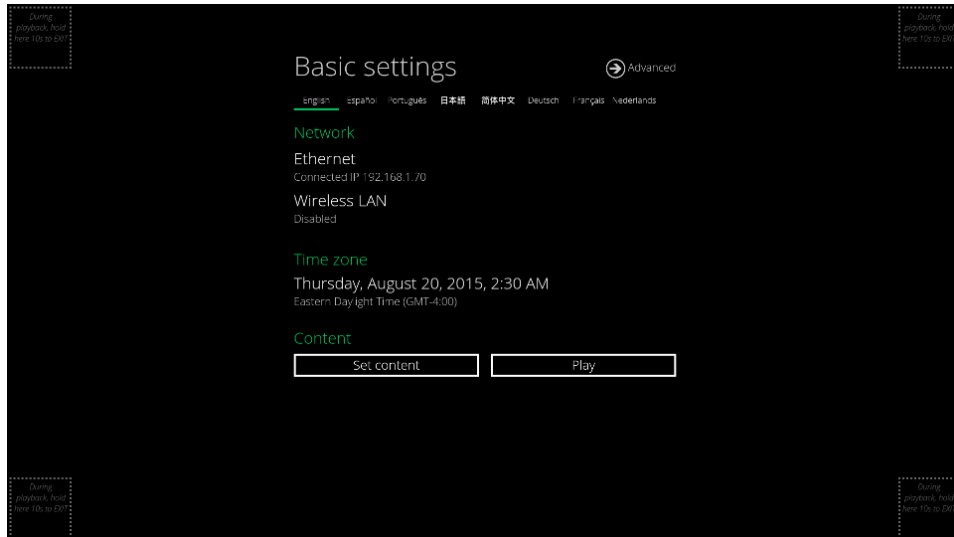 During
playback, hold
here 10s to EXIT
During
playback, hold
here 10s to EXIT
Basic settings
Advanced
English Español Português 日本語 简体中文 Deutsch Français Nederlands
Network
Ethernet
Connected IP 192.168.1.70
Wireless LAN
Disabled
Time zone
Thursday, August 20, 2015, 2:30 AM
Eastern Daylight Time (GMT-4:00)
Content
Set content Play
During
playback, hold
here 10s to EXIT
During
playback, hold
here 10s to EXIT